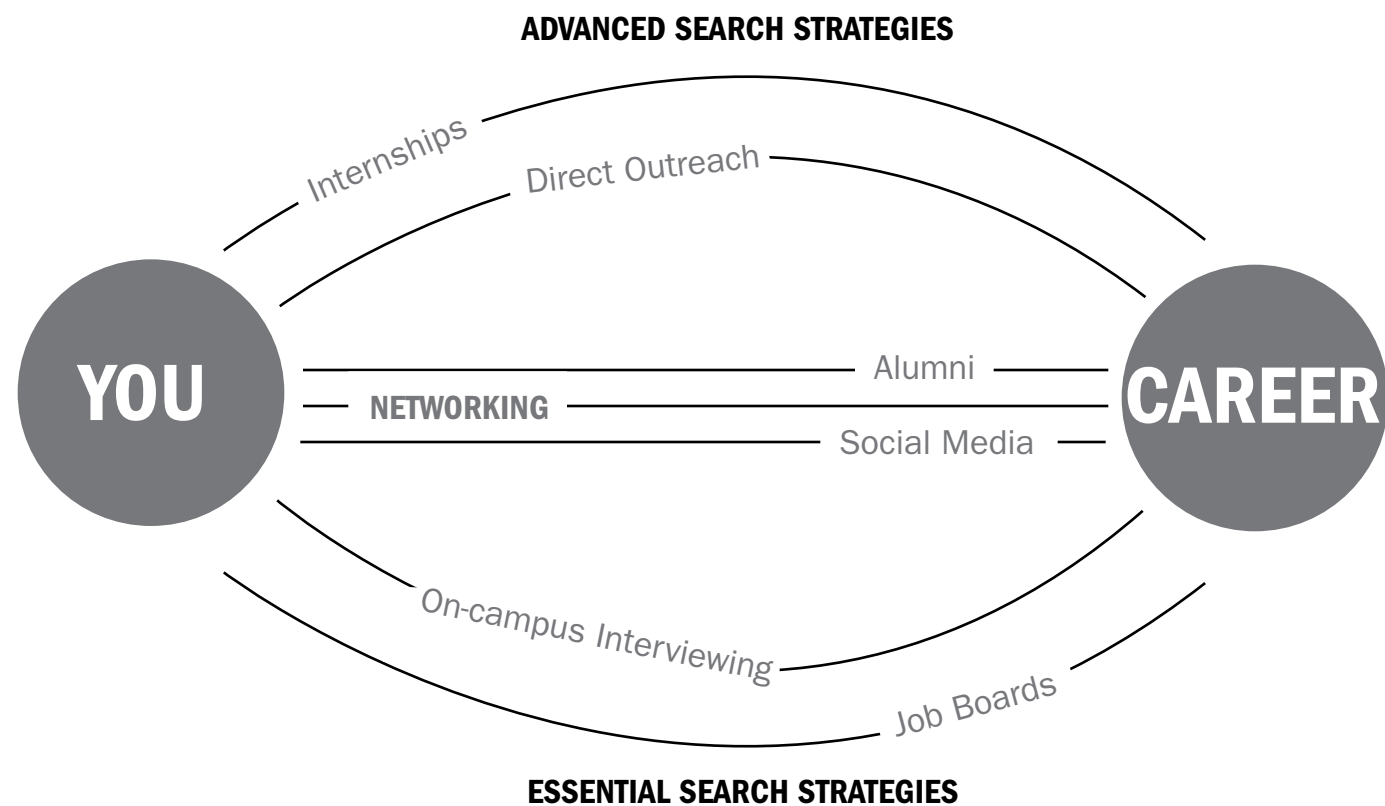 ADVANCED SEARCH STRATEGIES
Internships
Direct Outreach
YOU
Alumni
NETWORKING
Social Media
CAREER
On-campus Interviewing
Job Boards
ESSENTIAL SEARCH STRATEGIES